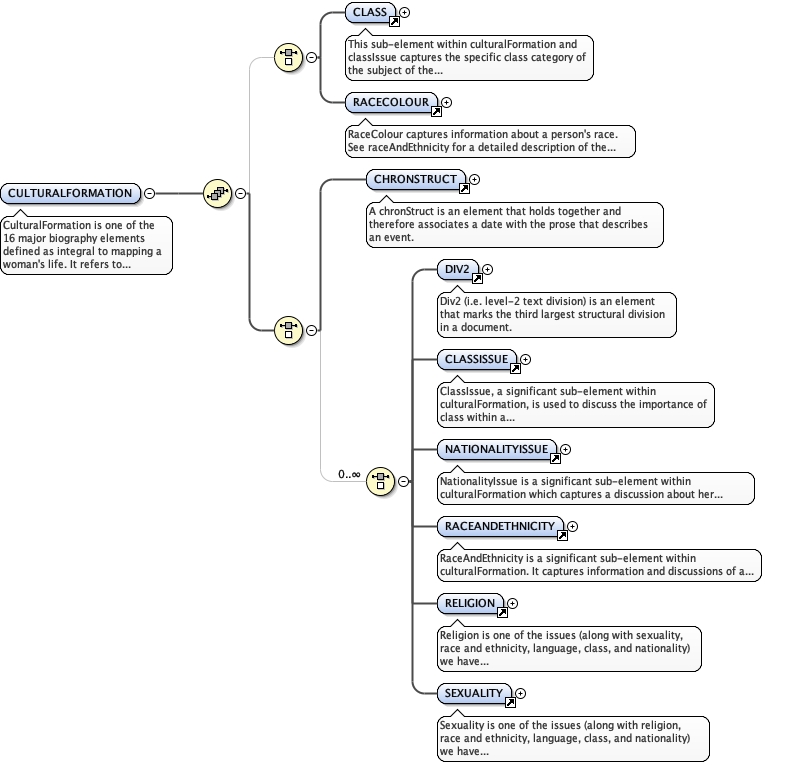 CLASS
This sub-element within culturalFormation and
classIssue captures the specific class category of
the subject of the...
RACECOLOUR
RaceColour captures information about a person's race.
See raceAndEthnicity for a detailed description of the...
CULTURALFORMATION
CulturalFormation is one of the
16 major biography elements
defined as integral to mapping a
woman's life. It refers to...
CHRONSTRUCT
A chronStruct is an element that holds together and
therefore associates a date with the prose that describes
an event.
DIV2
Div2 (i.e. level-2 text division) is an element
that marks the third largest structural division
in a document.
CLASSISSUE
ClassIssue, a significant sub-element within
culturalFormation, is used to discuss the importance of
class within a...
NATIONALITYISSUE
NationalityIssue is a significant sub-element within
culturalFormation which captures a discussion about her...
0..∞
RACEANDETHNICITY
RaceAndEthnicity is a significant sub-element within
culturalFormation. It captures information and discussions of a...
RELIGION
Religion is one of the issues (along with sexuality,
race and ethnicity, language, class, and nationality)
we have...
SEXUALITY
Sexuality is one of the issues (along with religion,
race and ethnicity, language, class, and nationality)
we have...